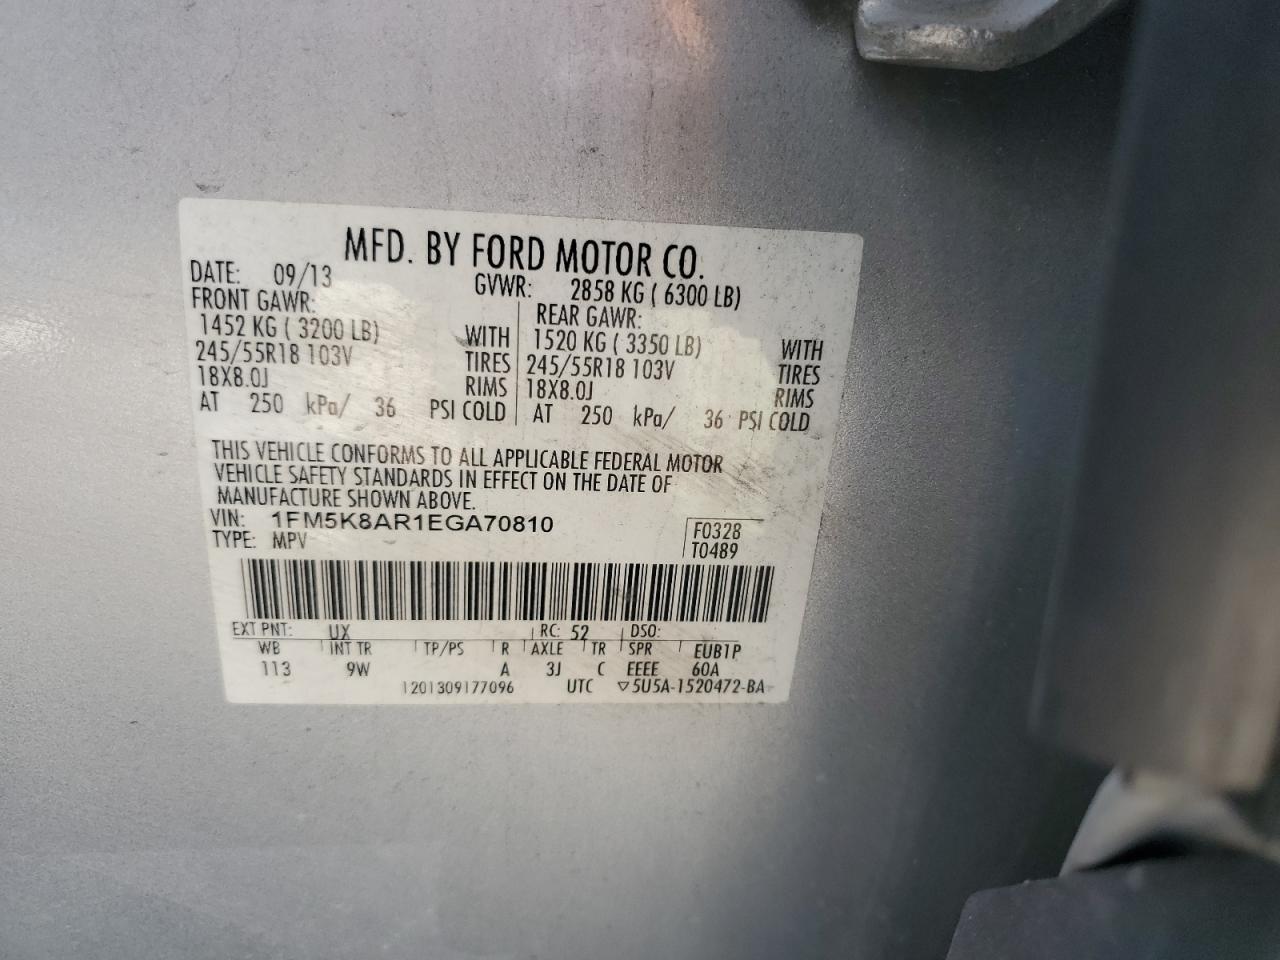 MFD. BY FORD MOTOR CO.
DATE: 09/13 GVWR: 2858 KG ( 6300 LB)
FRONT GAWR: REAR GAWR:
1452 KG ( 3200 LB) WITH 1520 KG ( 3350 LB) WITH
245/55R18 103V TIRES 245/55R18 103V TIRES
18X8.0J RIMS 18X8.0J RIMS
AT 250 kPa/ 36 PSI COLD AT 250 kPa/ 36 PSI COLD
THIS VEHICLE CONFORMS TO ALL APPLICABLE FEDERAL MOTOR
VEHICLE SAFETY STANDARDS IN EFFECT ON THE DATE OF
MANUFACTURE SHOWN ABOVE.
VIN: 1FM5K8AR1EGA70810 F0328
TYPE: MPV T0489
EXT PNT: UX RC: 52 DSO:
WB INT TR TP/PS R AXLE TR SPR EUB1P
113 9W A 3J C EEEE 60A
1201309177096 UTC ▽5U5A-1520472-BA